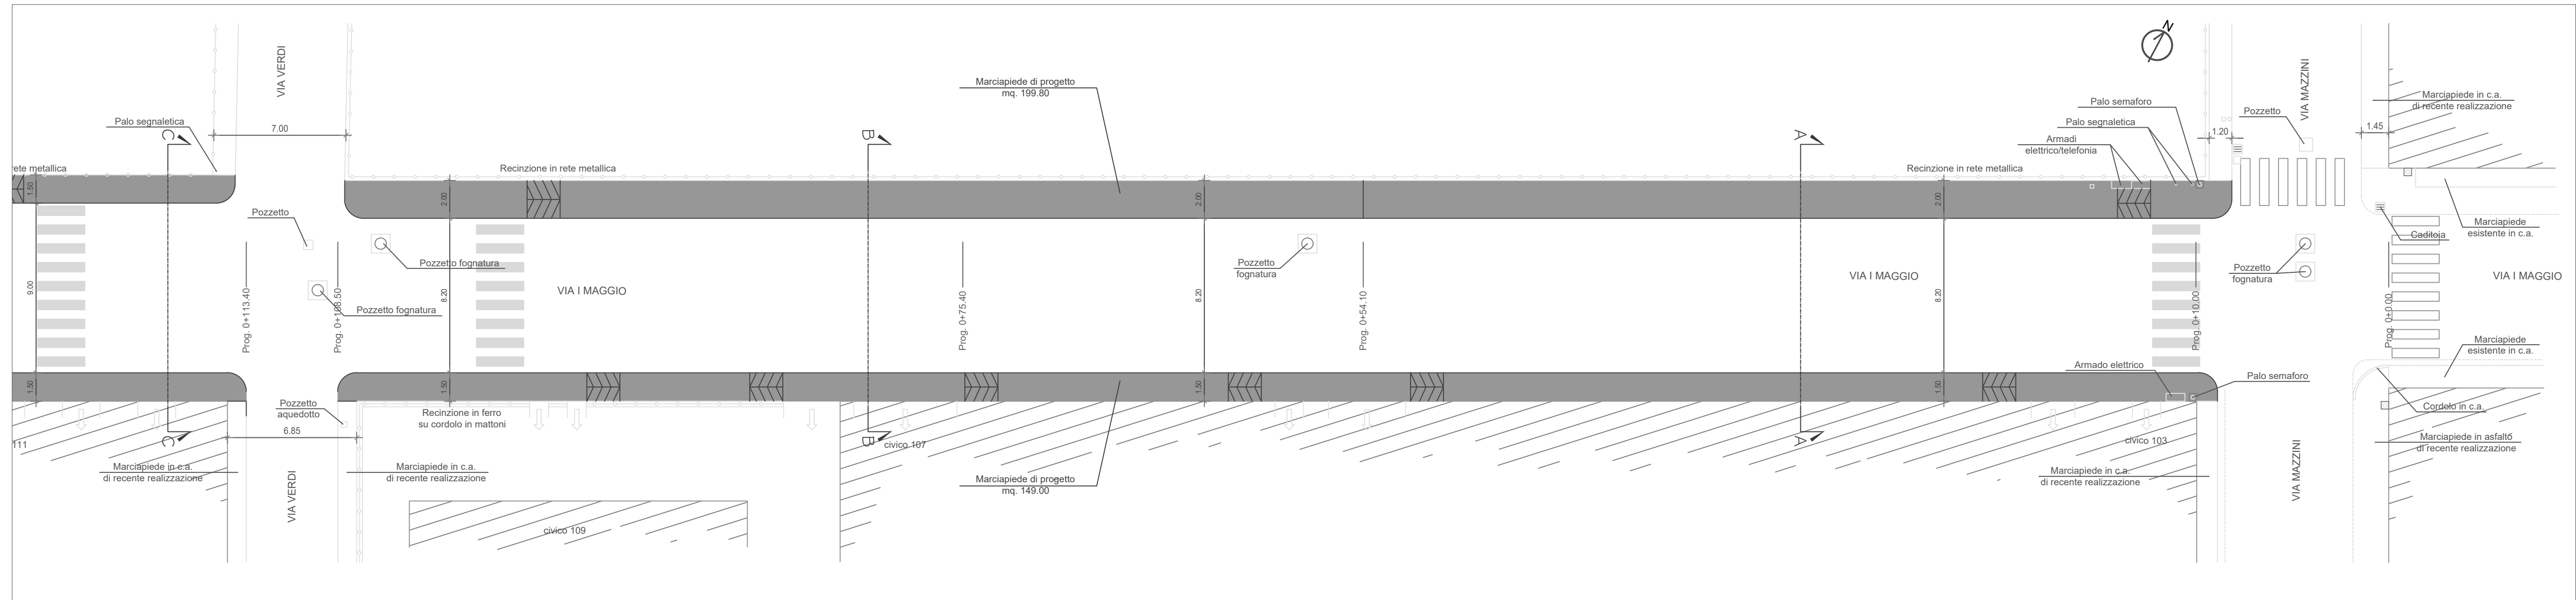 N
VIA VERDI
VIA MAZZINI
Marciapiede di progetto
mq. 199.80
Palo semaforo
Pozzetto
Marciapiede in c.a.
di recente realizzazione
Palo segnaletica
7.00
C
B
A
Palo segnaletica
1.20
1.45
Armadi
elettrico/telefonia
rete metallica
Recinzione in rete metallica
Recinzione in rete metallica
1.50
2.00
2.00
2.00
Pozzetto
Marciapiede
esistente in c.a.
Caditoia
Pozzetto fognatura
Pozzetto
fognatura
Pozzetto
fognatura
VIA I MAGGIO
VIA I MAGGIO
VIA I MAGGIO
9.00
8.20
8.20
8.20
Pozzetto fognatura
Prog. 0+113.40
Prog. 0+108.50
Prog. 0+75.40
Prog. 0+54.10
Prog. 0+10.00
Prog. 0+0.00
Marciapiede
esistente in c.a.
Armado elettrico
Palo semaforo
1.50
1.50
1.50
1.50
Pozzetto
aquedotto
Recinzione in ferro
su cordolo in mattoni
Cordolo in c.a.
6.85
111
C
B
A
civico 107
civico 103
Marciapiede in asfalto
di recente realizzazione
Marciapiede in c.a.
di recente realizzazione
Marciapiede in c.a.
di recente realizzazione
Marciapiede di progetto
mq. 149.00
Marciapiede in c.a.
di recente realizzazione
VIA VERDI
VIA MAZZINI
civico 109